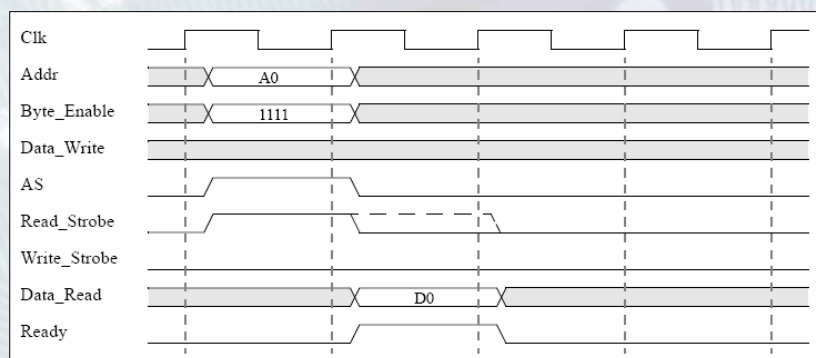 Clk
Addr
A0
Byte_Enable
1111
Data_Write
AS
Read_Strobe
Write_Strobe
Data_Read
D0
Ready